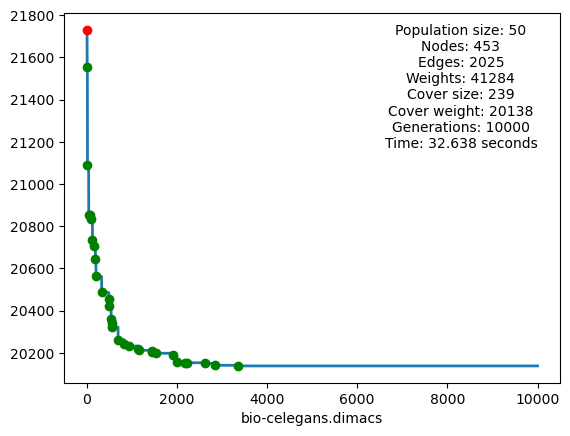 21800
21600
21400
21200
21000
20800
20600
20400
20200
Population size: 50
Nodes: 453
Edges: 2025
Weights: 41284
Cover size: 239
Cover weight: 20138
Generations: 10000
Time: 32.638 seconds
0 2000 4000 6000 8000 10000
bio-celegans.dimacs